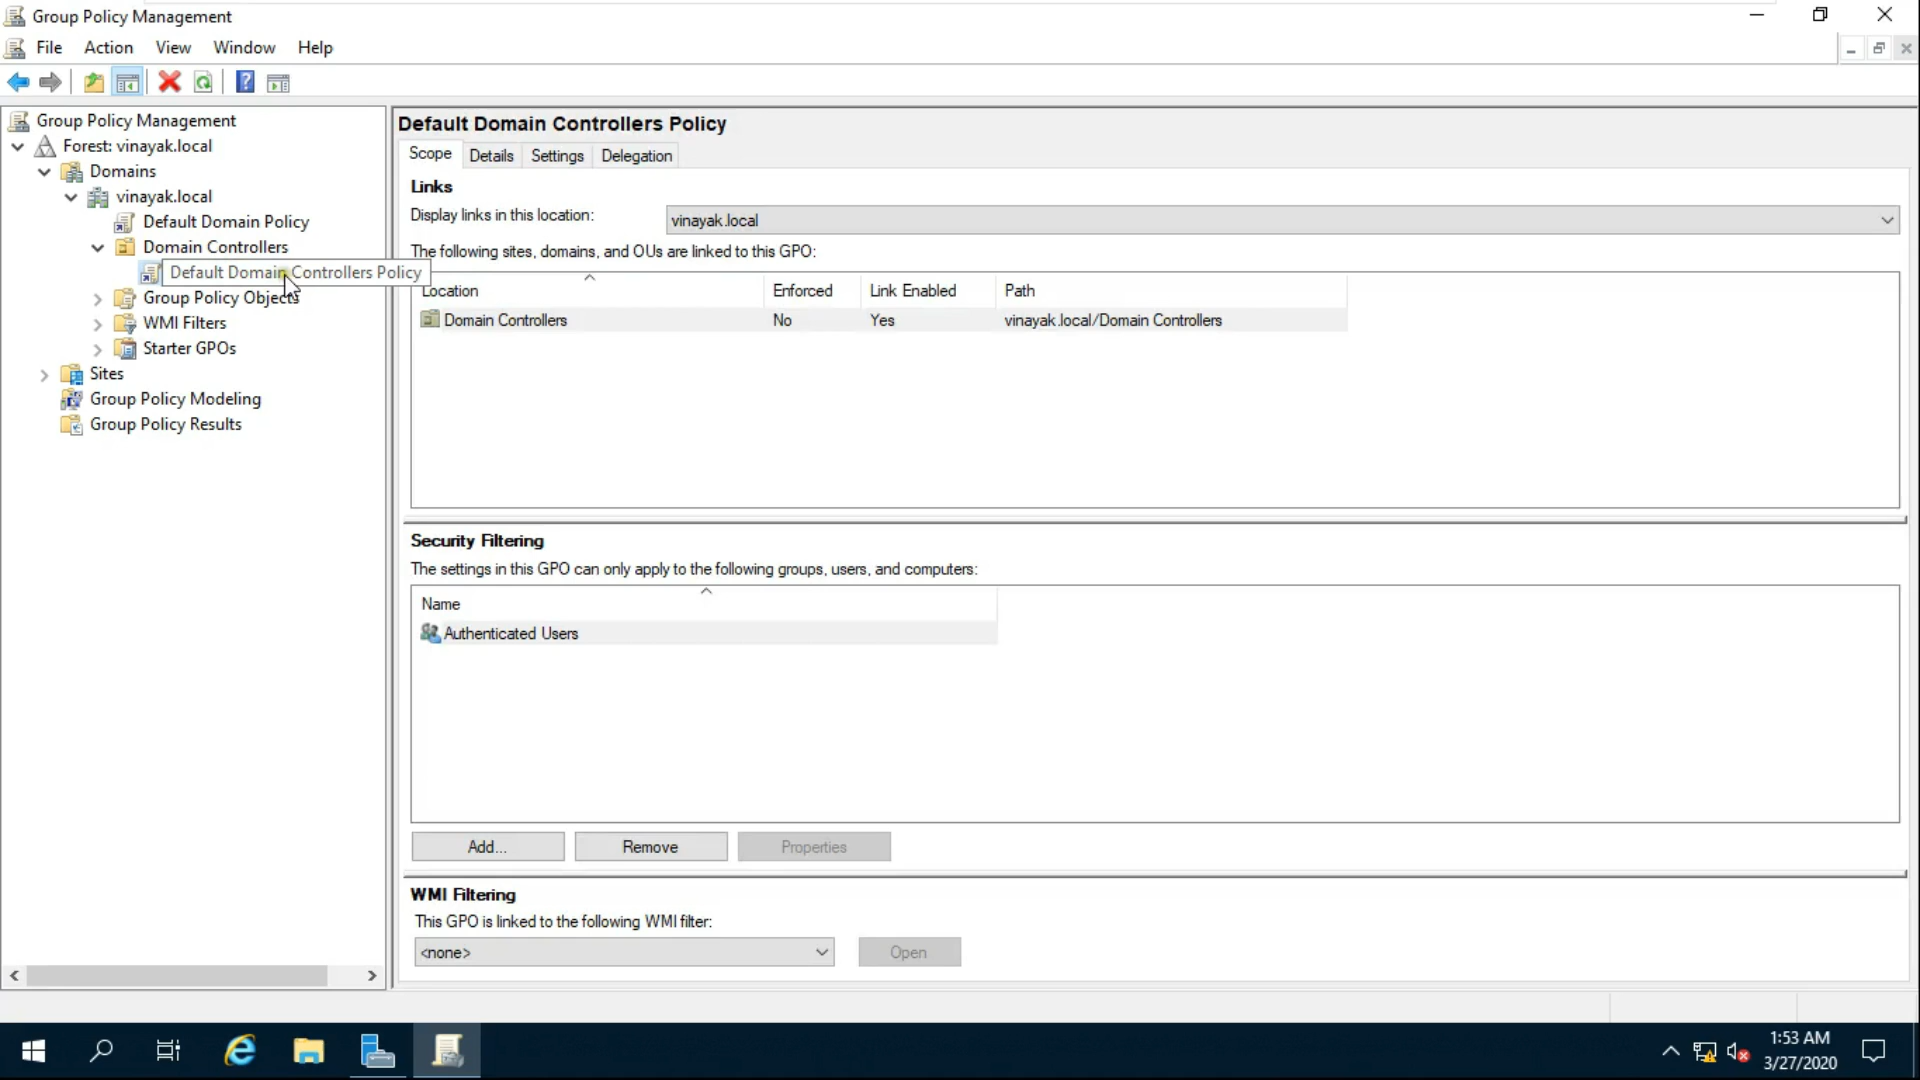 Group Policy Management
File Action View Window Help
Group Policy Management
Forest: vinayak.local
Domains
vinayak.local
Default Domain Policy
Domain Controllers
Default Domain Controllers Policy
Group Policy Objects
WMI Filters
Starter GPOs
Sites
Group Policy Modeling
Group Policy Results
Default Domain Controllers Policy
Scope Details Settings Delegation
Links
Display links in this location: vinayak.local
The following sites, domains, and OUs are linked to this GPO:
Location Enforced Link Enabled Path
Domain Controllers No Yes vinayak.local/Domain Controllers
Security Filtering
The settings in this GPO can only apply to the following groups, users, and computers:
Name
Authenticated Users
Add... Remove Properties
WMI Filtering
This GPO is linked to the following WMI filter:
<none> Open
1:53 AM
3/27/2020